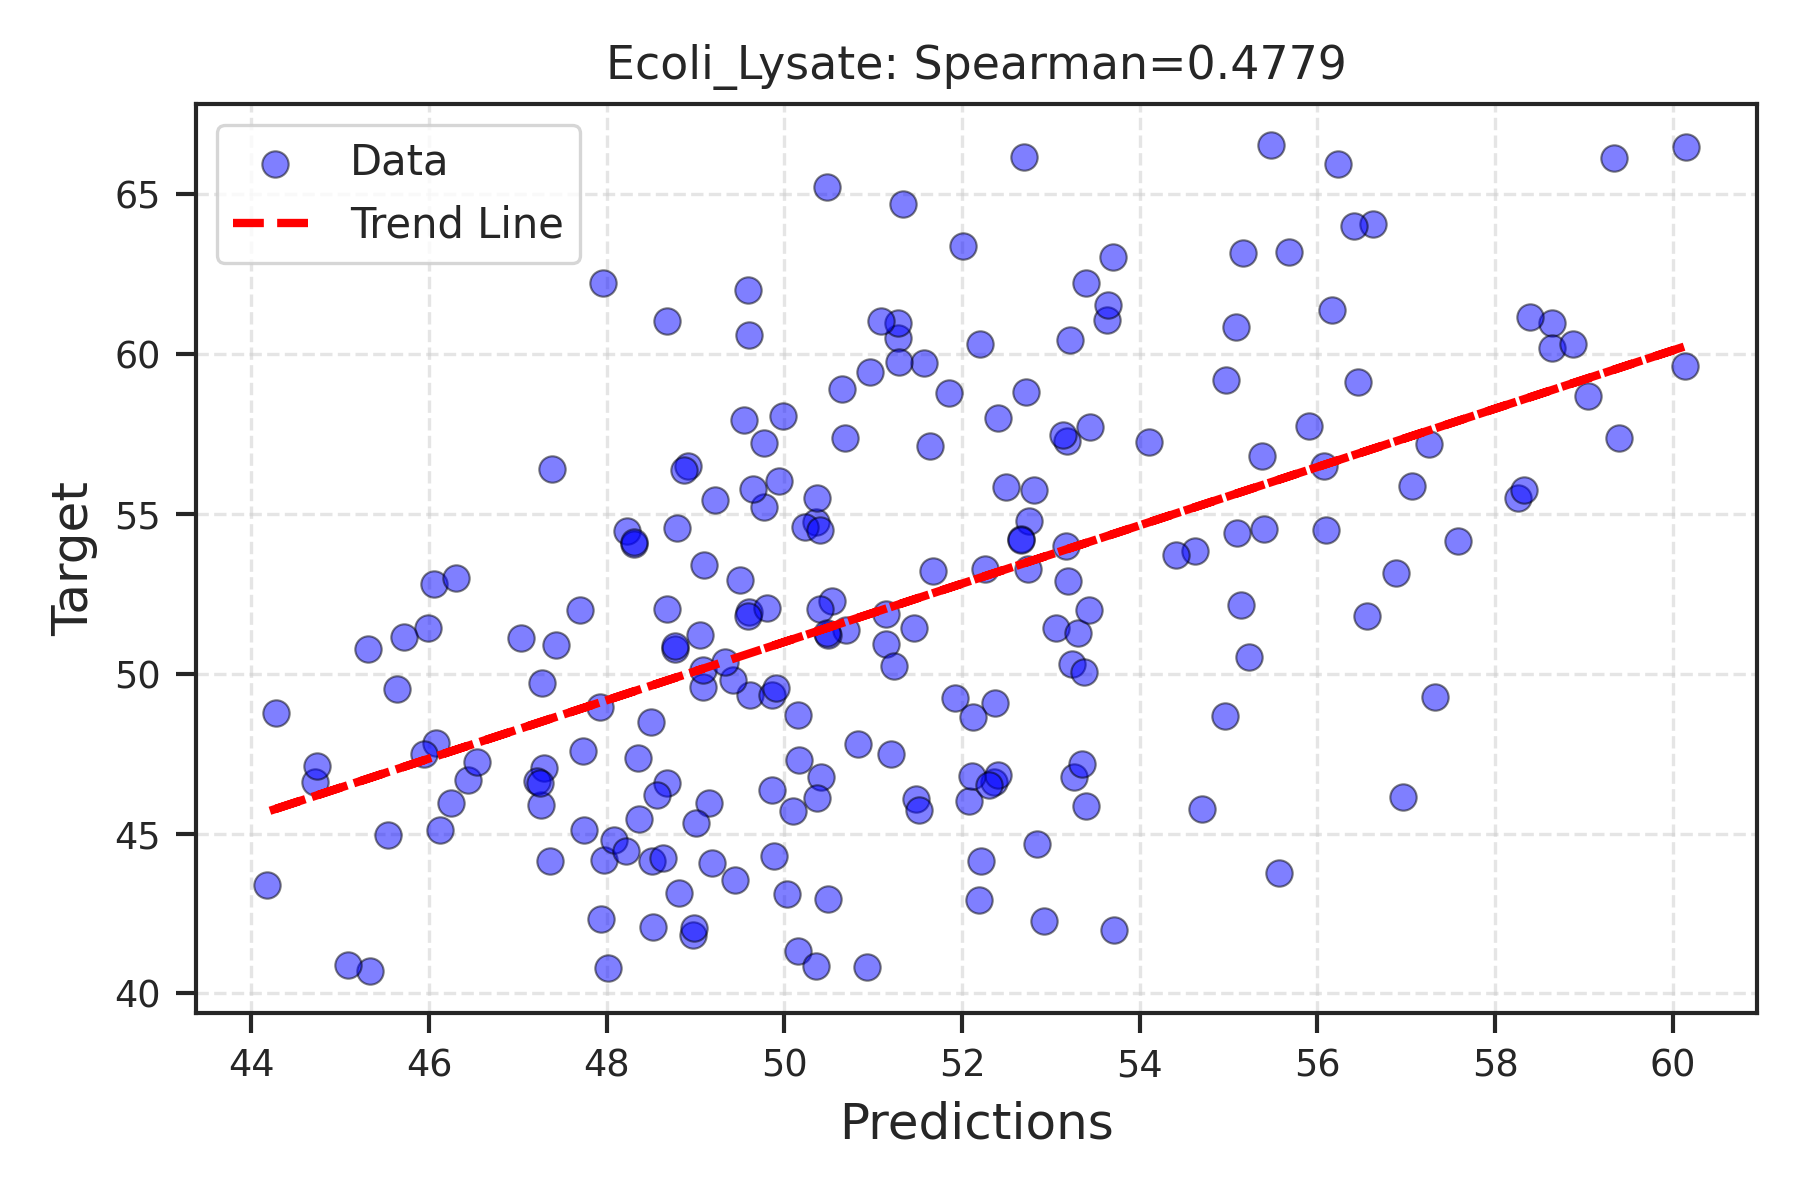 Ecoli_Lysate: Spearman=0.4779
Data
Trend Line
Target
65
60
55
50
45
40
44 46 48 50 52 54 56 58 60
Predictions